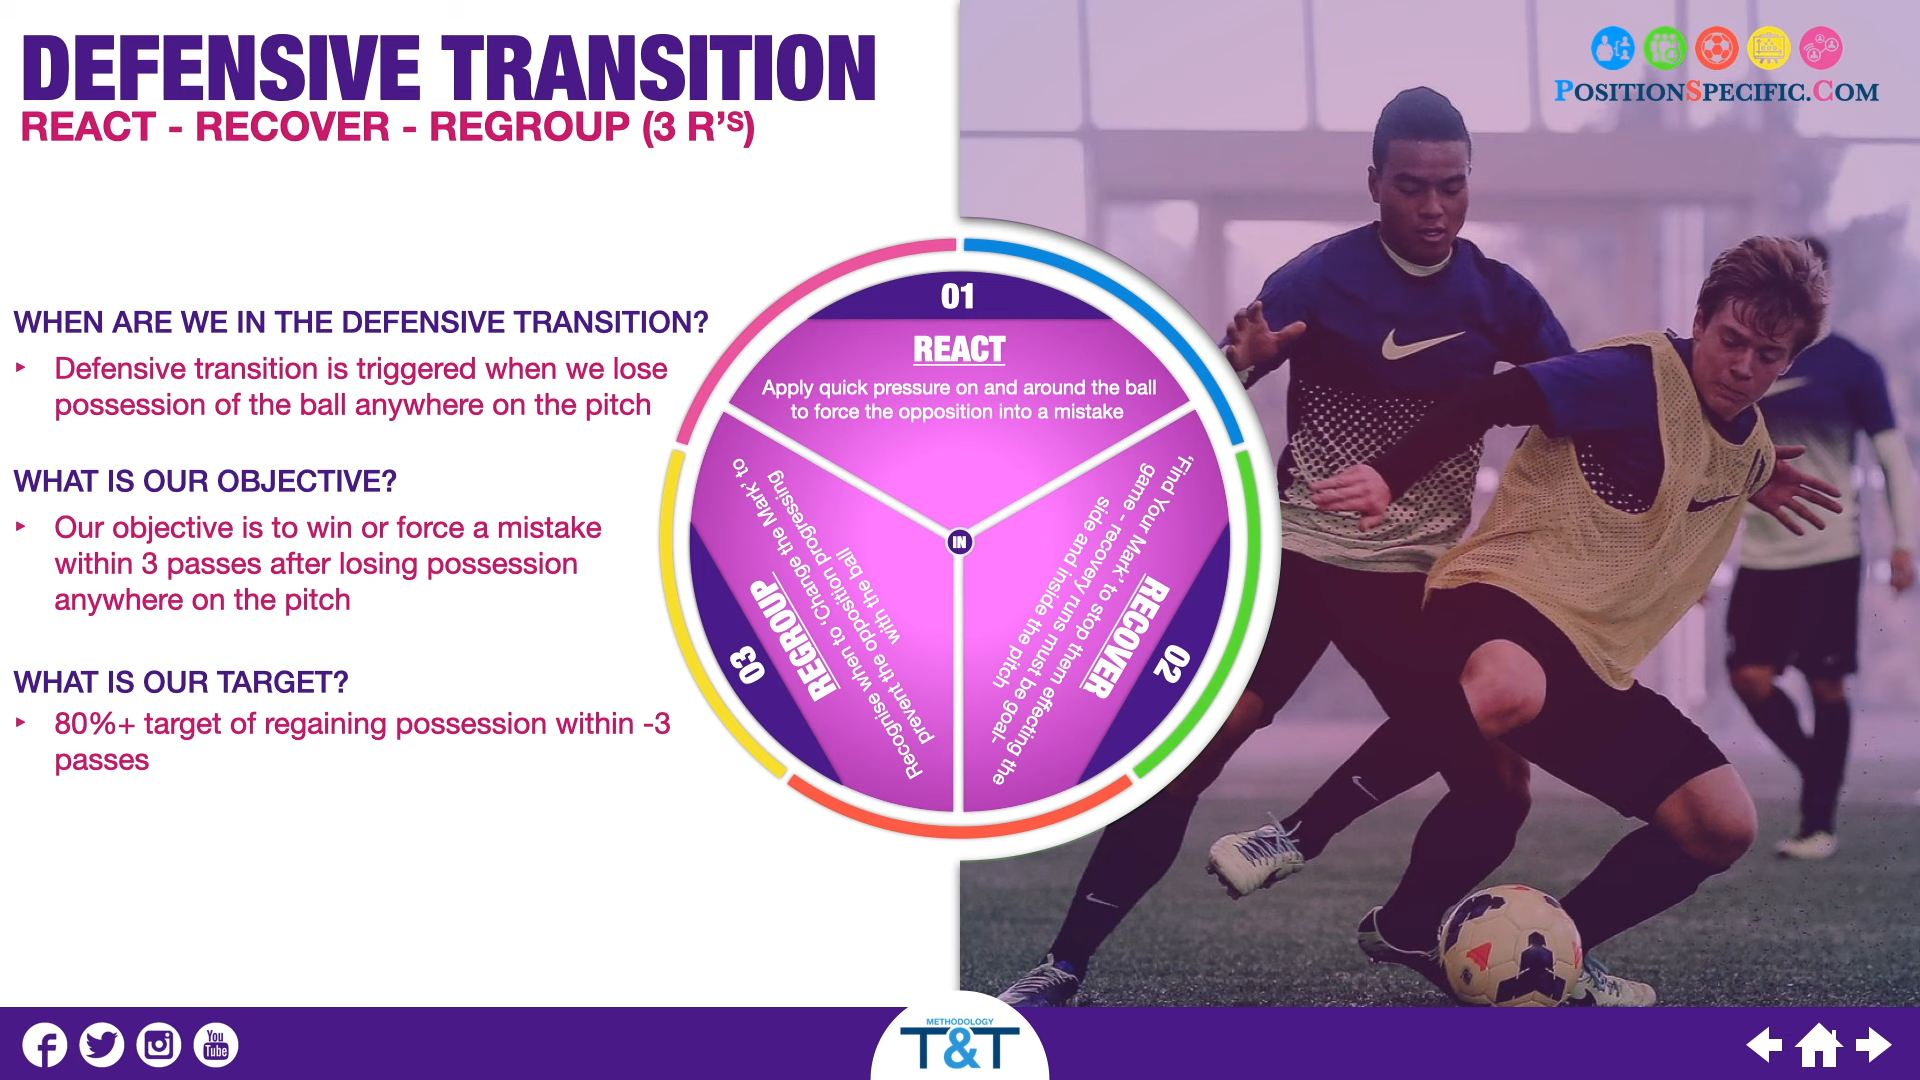 DEFENSIVE TRANSITION
REACT - RECOVER - REGROUP (3 R'S)
POSITIONSPECIFIC.COM
WHEN ARE WE IN THE DEFENSIVE TRANSITION?
‣ Defensive transition is triggered when we lose
possession of the ball anywhere on the pitch
WHAT IS OUR OBJECTIVE?
‣ Our objective is to win or force a mistake
within 3 passes after losing possession
anywhere on the pitch
WHAT IS OUR TARGET?
‣ 80%+ target of regaining possession within -3
passes
01
REACT
Apply quick pressure on and around the ball
to force the opposition into a mistake
02
RECOVER
'Find Your Mark' to stop them effecting the
game - recovery runs must be goal-
side and inside the pitch
03
REGROUP
Recognise when to 'Change the Mark' to
prevent the opposition progressing
with the ball
IN
You
Tube
METHODOLOGY
T&T